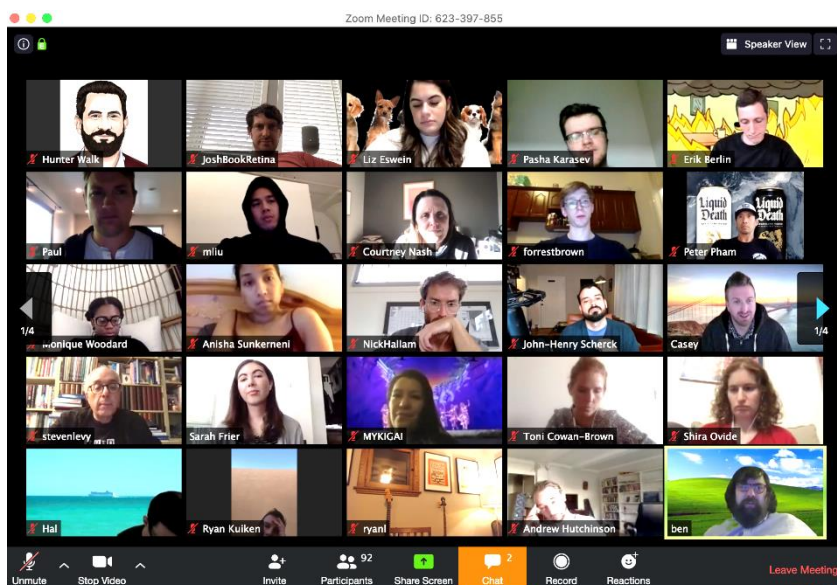 Zoom Meeting ID: 623-397-855
Speaker View
Hunter Walk
JoshBookRetina
Liz Eswein
Pasha Karasev
Erik Berlin
Paul
mliu
Courtney Nash
forrestbrown
Liquid Death
Liquid Death
Peter Pham
1/4
Monique Woodard
Anisha Sunkerneni
NickHallam
John-Henry Scherck
Casey
1/4
stevenlevy
Sarah Frier
MYKIGAI
Toni Cowan-Brown
Shira Ovide
Hal
Ryan Kuiken
ryanl
Andrew Hutchinson
ben
Unmute
Stop Video
Invite
92
Participants
Share Screen
2
Chat
Record
Reactions
Leave Meeting